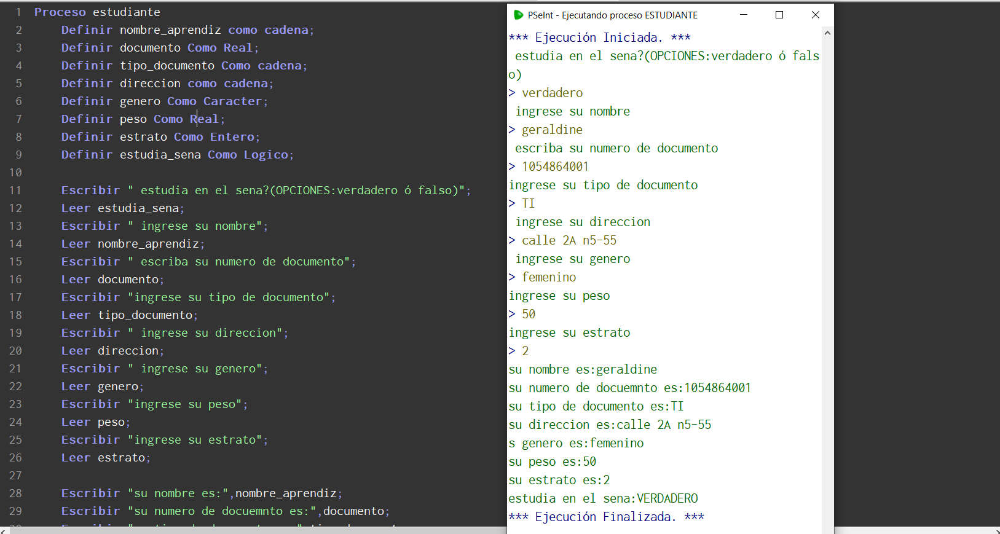 1 Proceso estudiante
2 Definir nombre_aprendiz como cadena;
3 Definir documento Como Real;
4 Definir tipo_documento Como cadena;
5 Definir direccion como cadena;
6 Definir genero Como Caracter;
7 Definir peso Como Real;
8 Definir estrato Como Entero;
9 Definir estudia_sena Como Logico;
10
11 Escribir " estudia en el sena?(OPCIONES:verdadero ó falso)";
12 Leer estudia_sena;
13 Escribir " ingrese su nombre";
14 Leer nombre_aprendiz;
15 Escribir " escriba su numero de documento";
16 Leer documento;
17 Escribir "ingrese su tipo de documento";
18 Leer tipo_documento;
19 Escribir " ingrese su direccion";
20 Leer direccion;
21 Escribir " ingrese su genero";
22 Leer genero;
23 Escribir "ingrese su peso";
24 Leer peso;
25 Escribir "ingrese su estrato";
26 Leer estrato;
27
28 Escribir "su nombre es:",nombre_aprendiz;
29 Escribir "su numero de docuemnto es:",documento;
PSeInt - Ejecutando proceso ESTUDIANTE
*** Ejecución Iniciada. ***
estudia en el sena?(OPCIONES:verdadero ó fals
o)
> verdadero
ingrese su nombre
> geraldine
escriba su numero de documento
> 1054864001
ingrese su tipo de documento
> TI
ingrese su direccion
> calle 2A n5-55
ingrese su genero
> femenino
ingrese su peso
> 50
ingrese su estrato
> 2
su nombre es:geraldine
su numero de docuemnto es:1054864001
su tipo de documento es:TI
su direccion es:calle 2A n5-55
s genero es:femenino
su peso es:50
su estrato es:2
estudia en el sena:VERDADERO
*** Ejecución Finalizada. ***